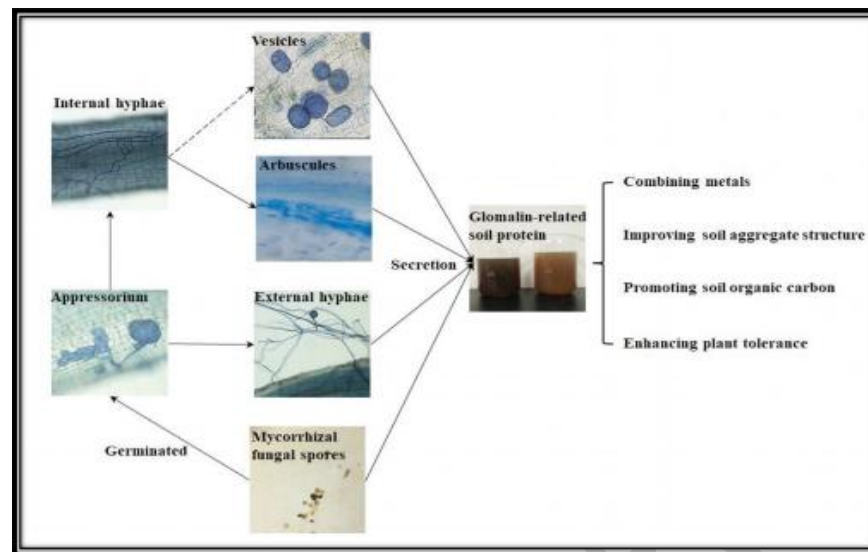 Vesicles
Internal hyphae
Arbuscules
Glomalin-related
soil protein
Secretion
Combining metals
Improving soil aggregate structure
Promoting soil organic carbon
Enhancing plant tolerance
Appressorium
External hyphae
Mycorrhizal
fungal spores
Germinated